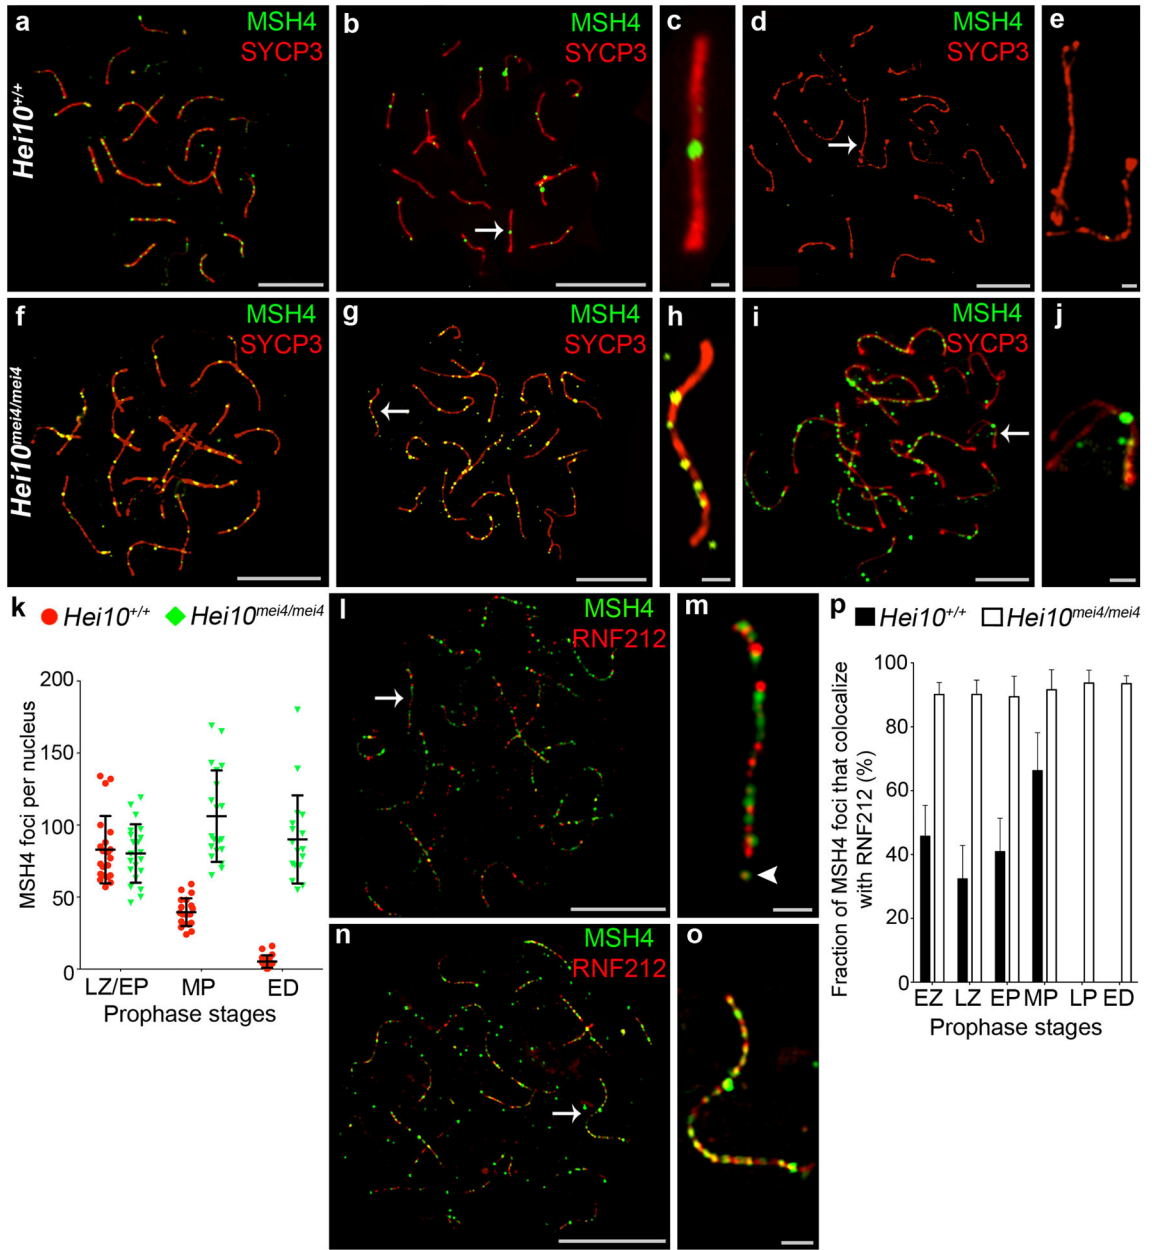 a
MSH4
SYCP3
b
MSH4
SYCP3
c
d
MSH4
SYCP3
e
Hei10+/+
f
MSH4
SYCP3
g
MSH4
SYCP3
h
i
MSH4
SYCP3
j
Hei10mei4/mei4
k
Hei10+/+
Hei10mei4/mei4
MSH4 foci per nucleus
200
150
100
50
0
LZ/EP
MP
ED
Prophase stages
l
MSH4
RNF212
m
n
MSH4
RNF212
o
p
Hei10+/+
Hei10mei4/mei4
Fraction of MSH4 foci that colocalize
with RNF212 (%)
100
80
60
40
20
0
EZ
LZ
EP
MP
LP
ED
Prophase stages